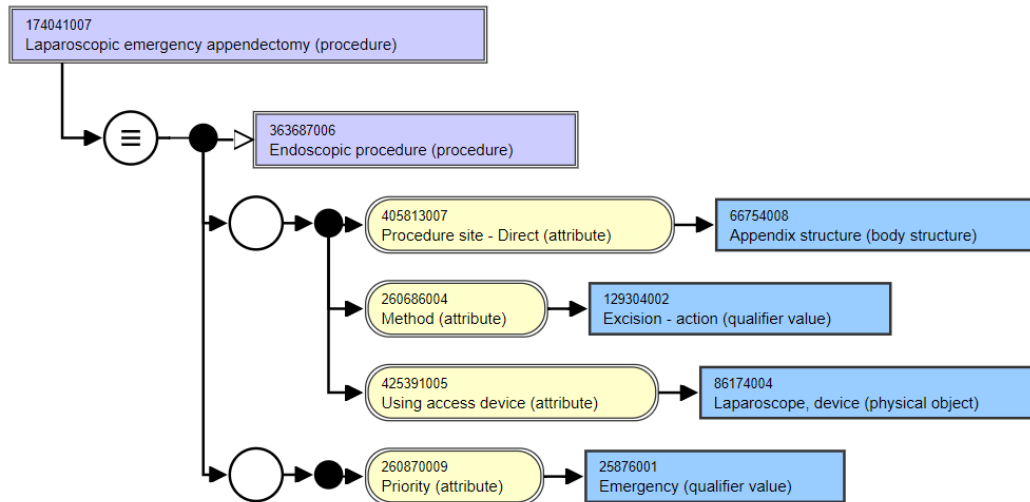 174041007
Laparoscopic emergency appendectomy (procedure)
363687006
Endoscopic procedure (procedure)
405813007
Procedure site - Direct (attribute)
66754008
Appendix structure (body structure)
260686004
Method (attribute)
129304002
Excision - action (qualifier value)
425391005
Using access device (attribute)
86174004
Laparoscope, device (physical object)
260870009
Priority (attribute)
25876001
Emergency (qualifier value)